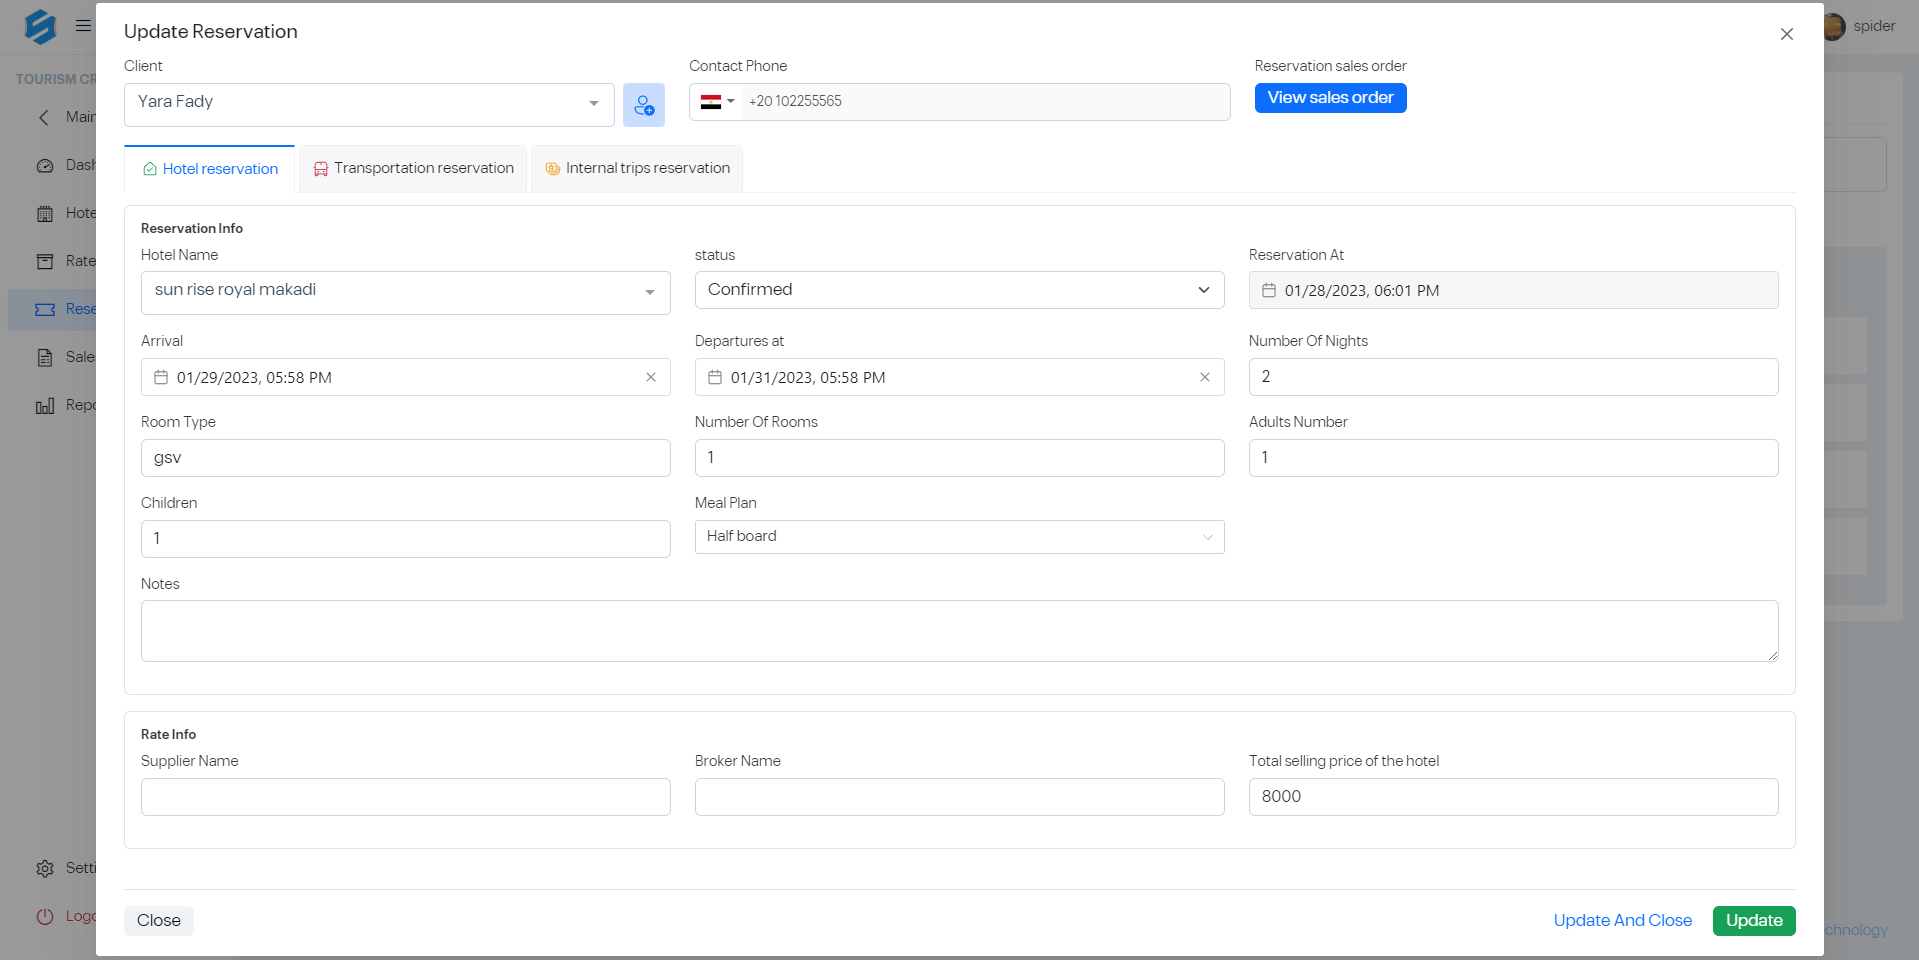 Update Reservation
spider
TOURISM CR
Client
Contact Phone
Reservation sales order
Yara Fady
+20 102255565
View sales order
Main
Dash
Hote
Rate
Rese
Sales
Repo
Hotel reservation
Transportation reservation
Internal trips reservation
Reservation Info
Hotel Name
status
Reservation At
sun rise royal makadi
Confirmed
01/28/2023, 06:01 PM
Arrival
Departures at
Number Of Nights
01/29/2023, 05:58 PM
01/31/2023, 05:58 PM
2
Room Type
Number Of Rooms
Adults Number
gsv
1
1
Children
Meal Plan
1
Half board
Notes
Rate Info
Supplier Name
Broker Name
Total selling price of the hotel
8000
Setti
Logo
Close
Update And Close
Update
echnology